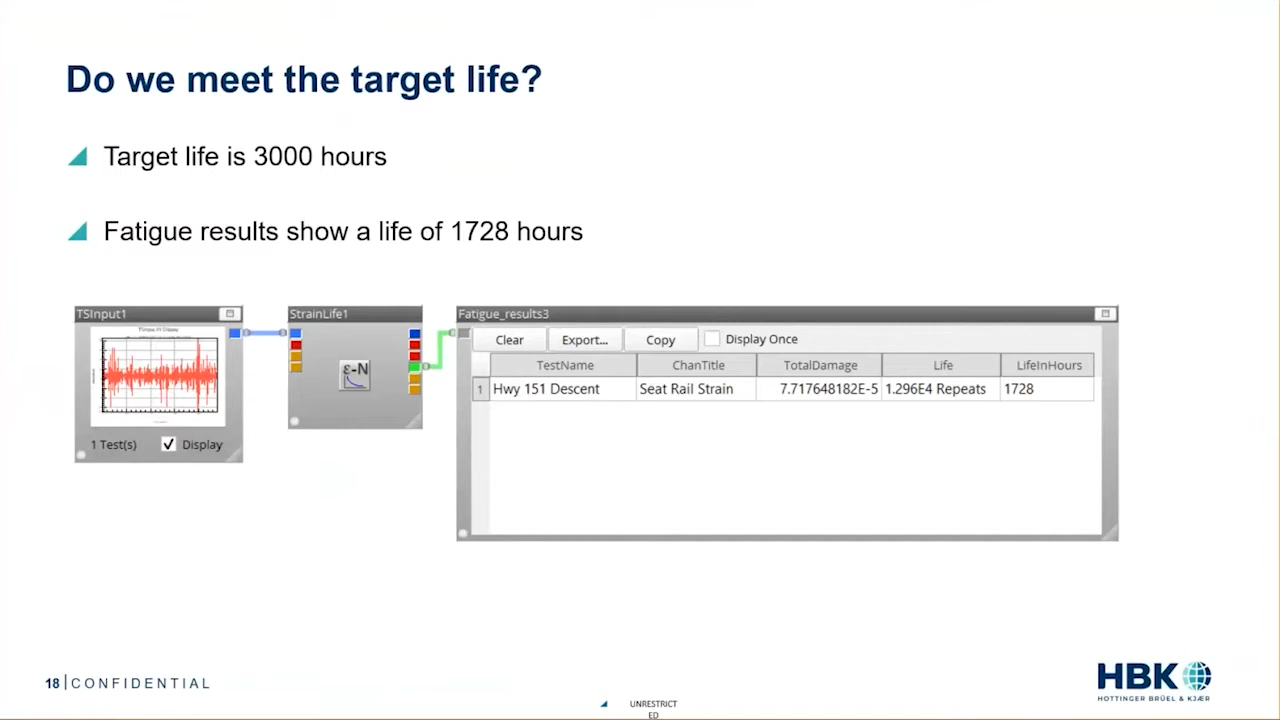 Do we meet the target life?
Target life is 3000 hours
Fatigue results show a life of 1728 hours
TSInput1
1 Test(s) Display
StrainLife1
ε-N
Fatigue_results3
Clear Export... Copy Display Once
TestName ChanTitle TotalDamage Life LifeInHours
1 Hwy 151 Descent Seat Rail Strain 7.717648182E-5 1.296E4 Repeats 1728
18 CONFIDENTIAL
UNRESTRICT
ED
HBK
HOTTINGER BRÜEL & KJÆR